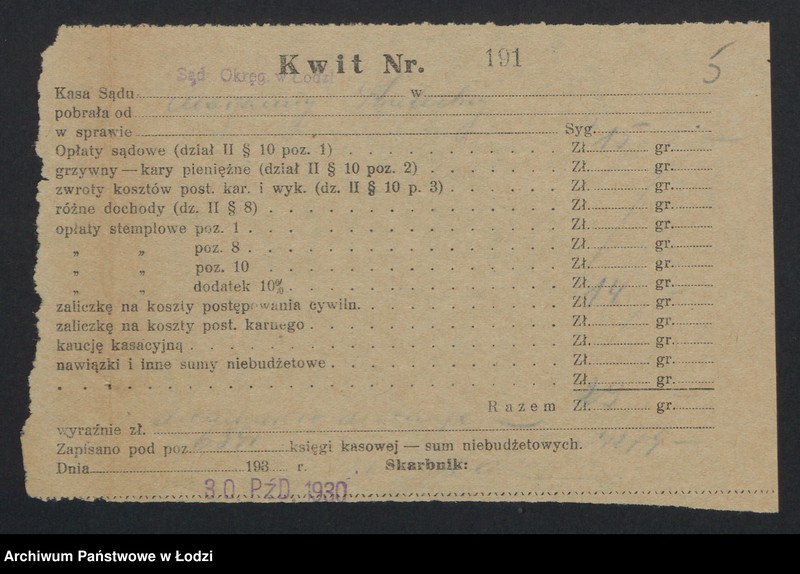 Kwit Nr. 191
5
Sąd Okręg. w Łodzi
Kasa Sądu w
pobrała od
w sprawie Syg.
Opłaty sądowe (dział II § 10 poz. 1) . . . . . . . . . . . Zł. 15 gr.
grzywny — kary pieniężne (dział II § 10 poz. 2) . . . . . . . Zł. gr.
zwroty kosztów post. kar. i wyk. (dz. II § 10 p. 3) . . . . . . Zł. gr.
różne dochody (dz. II § 8) . . . . . . . . . . . . . . . Zł. gr.
opłaty stemplowe poz. 1 . . . . . . . . . . . . . . . . Zł. gr.
„ „ poz. 8 . . . . . . . . . . . . . . . . Zł. gr.
„ „ poz. 10 . . . . . . . . . . . . . . . Zł. gr.
„ „ dodatek 10% . . . . . . . . . . . . . . Zł. gr.
zaliczkę na koszty postępowania cywiln. . . . . . . . . . . Zł. 14 gr.
zaliczkę na koszty post. karnego . . . . . . . . . . . . . Zł. gr.
kaucję kasacyjną . . . . . . . . . . . . . . . . . . . Zł. gr.
nawiązki i inne sumy niebudżetowe . . . . . . . . . . . . Zł. gr.
. . . . . . . . . . . . . . . . . . . . . . . . . Zł. gr.
Razem Zł. gr.
wyraźnie zł.
Zapisano pod poz. księgi kasowej — sum niebudżetowych.
Dnia 193 r. Skarbnik:
30 PŹD. 1930
Archiwum Państwowe w Łodzi